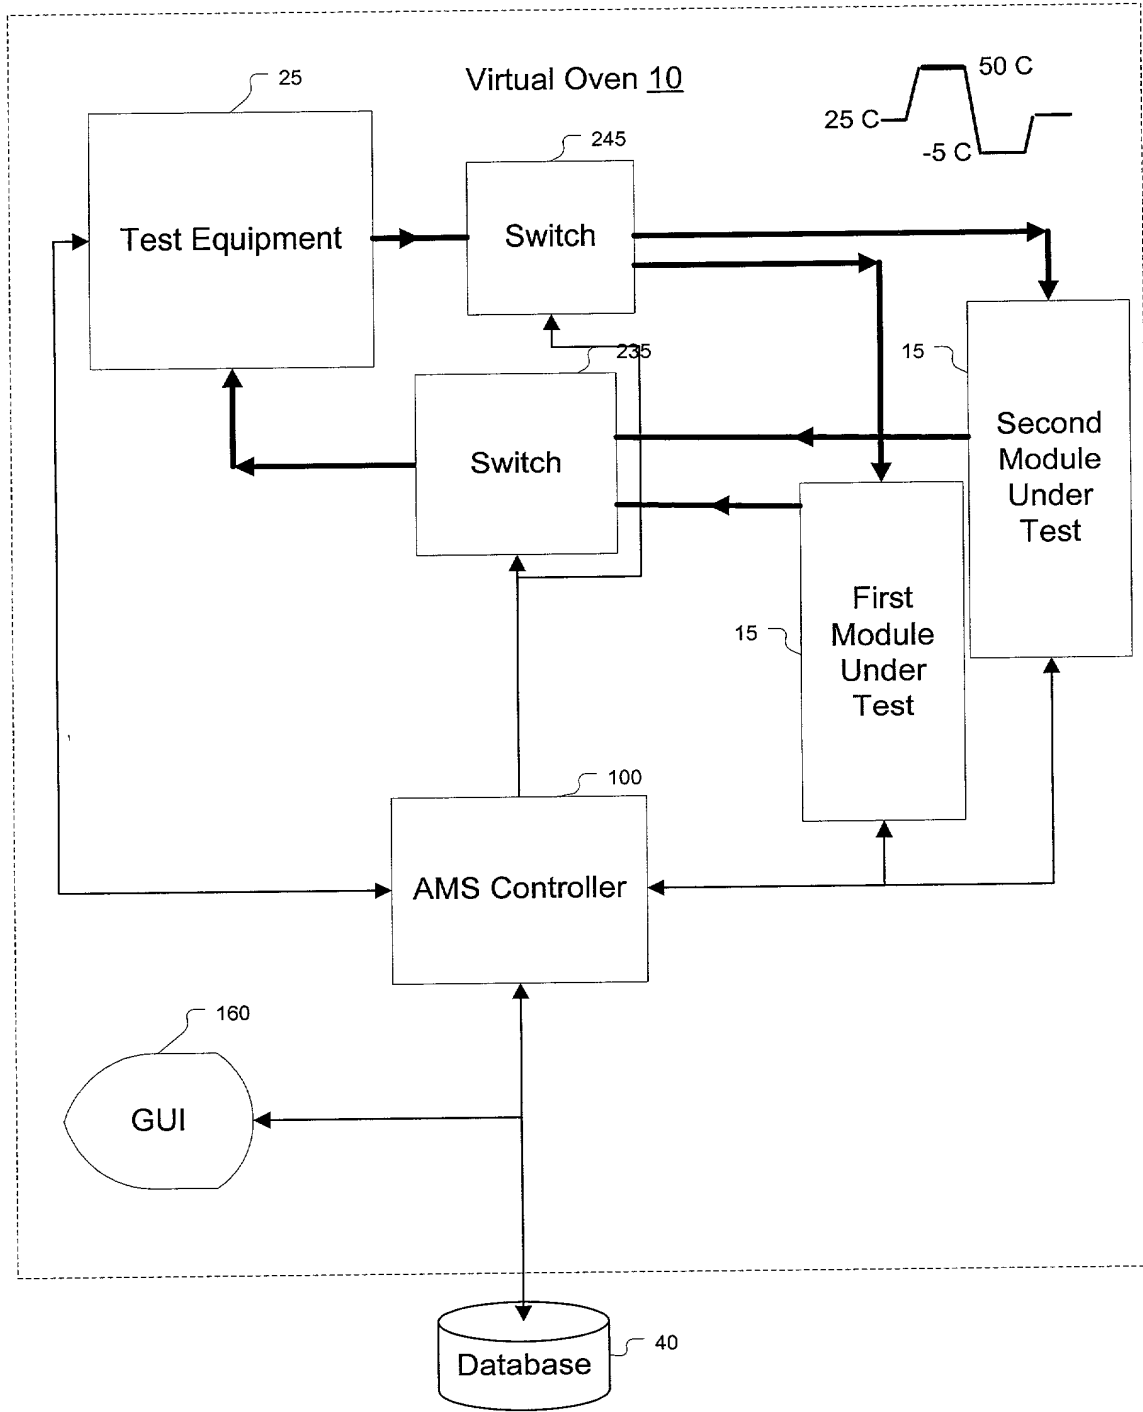 25
Virtual Oven 10
50 C
25 C
-5 C
245
Test Equipment
Switch
235
15
Switch
Second
Module
Under
Test
15
First
Module
Under
Test
100
AMS Controller
160
GUI
40
Database